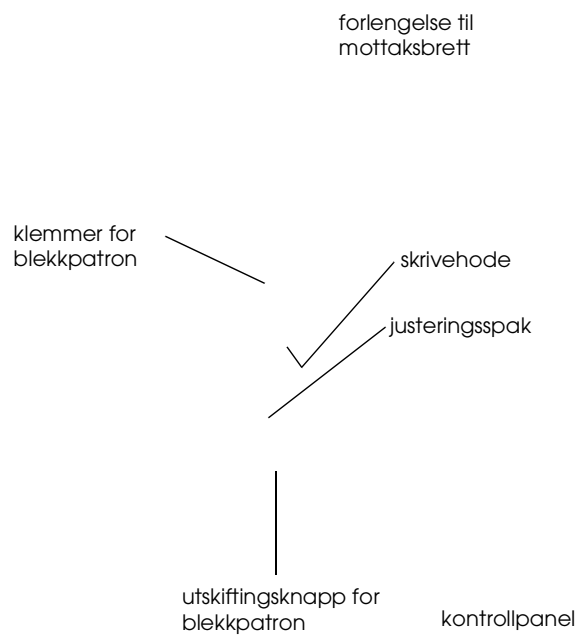 forlengelse til
mottaksbrett
klemmer for
blekkpatron
skrivehode
justeringsspak
utskiftingsknapp for
blekkpatron
kontrollpanel